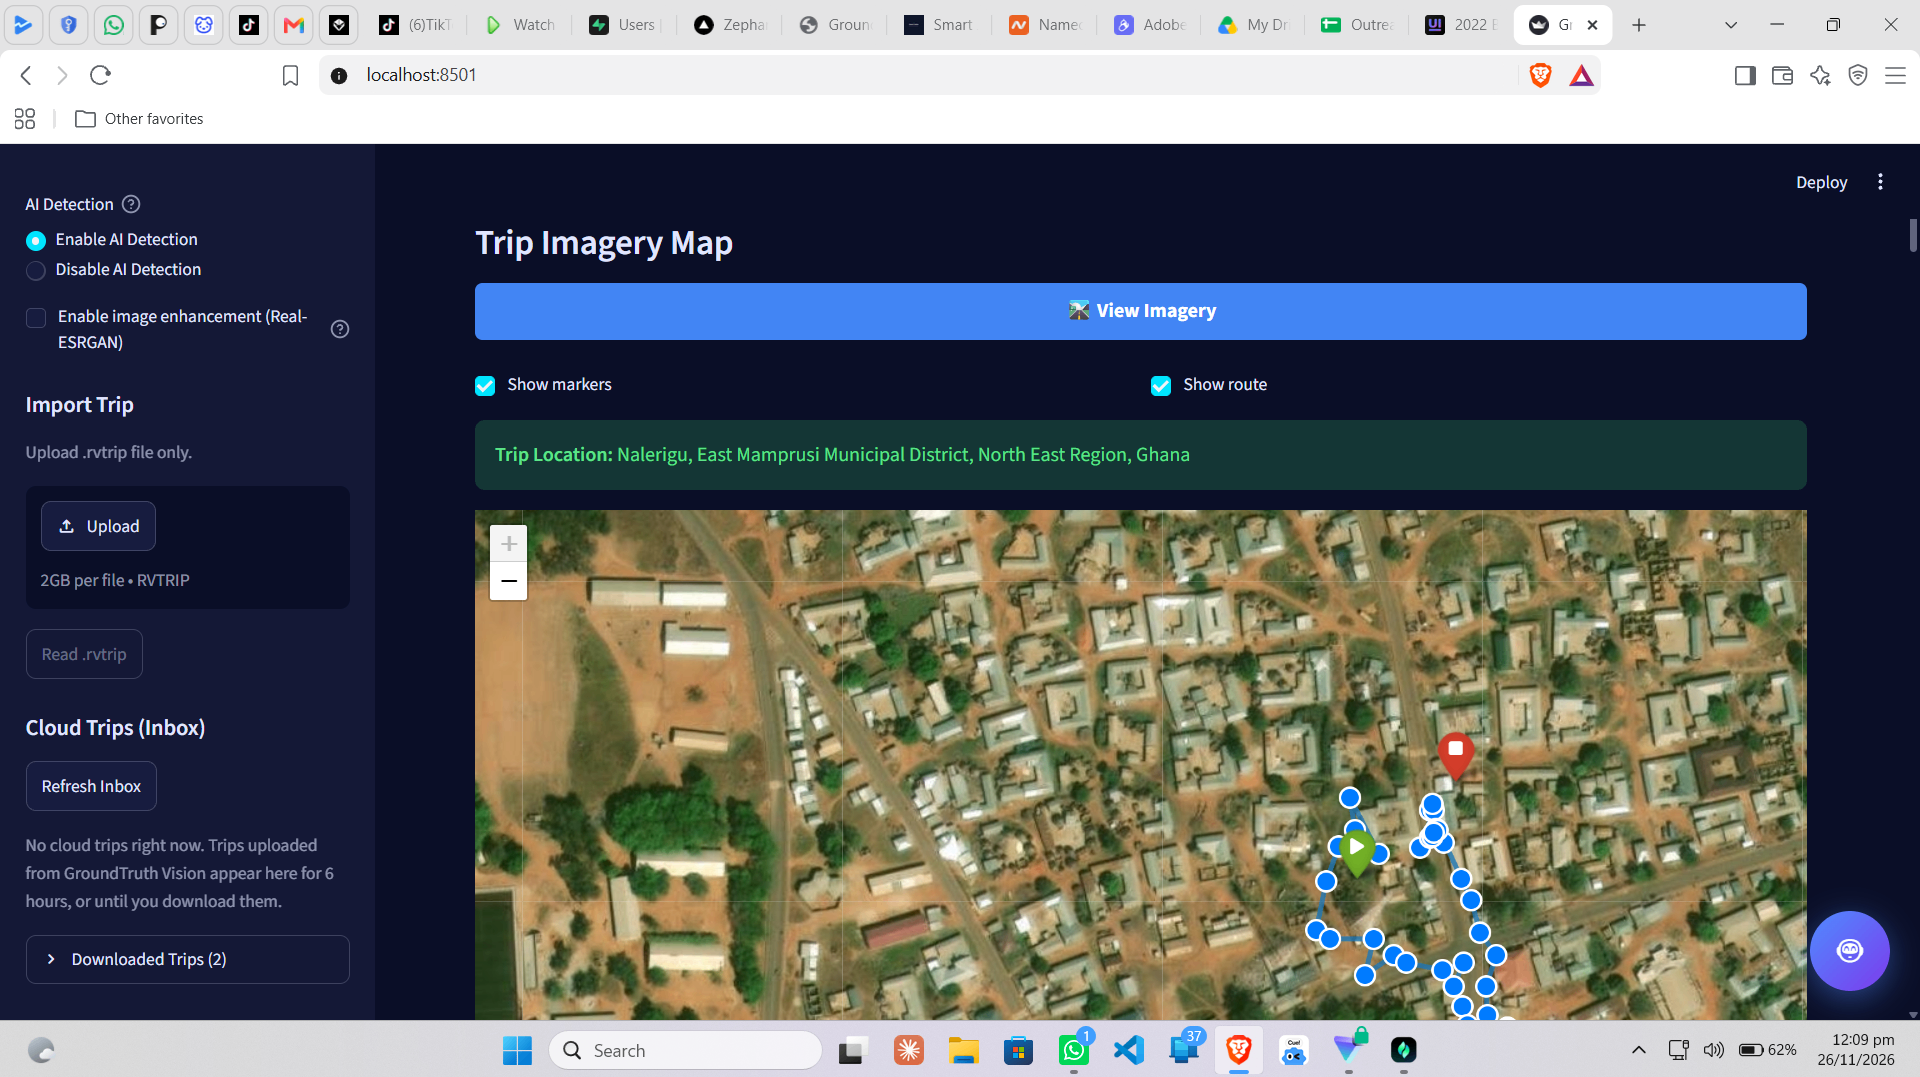 (6)TikT
Watch
Users
Zepha
Groun
Smart
Name
Adobe
My Dr
Outrea
2022 E
Gr
localhost:8501
Other favorites
Deploy
AI Detection
Enable AI Detection
Disable AI Detection
Enable image enhancement (Real-
ESRGAN)
Import Trip
Upload .rvtrip file only.
Upload
2GB per file • RVTRIP
Read .rvtrip
Cloud Trips (Inbox)
Refresh Inbox
No cloud trips right now. Trips uploaded
from GroundTruth Vision appear here for 6
hours, or until you download them.
Downloaded Trips (2)
Trip Imagery Map
View Imagery
Show markers
Show route
Trip Location: Nalerigu, East Mamprusi Municipal District, North East Region, Ghana
+
−
Search
1
37
Cue!
62%
12:09 pm
26/11/2026